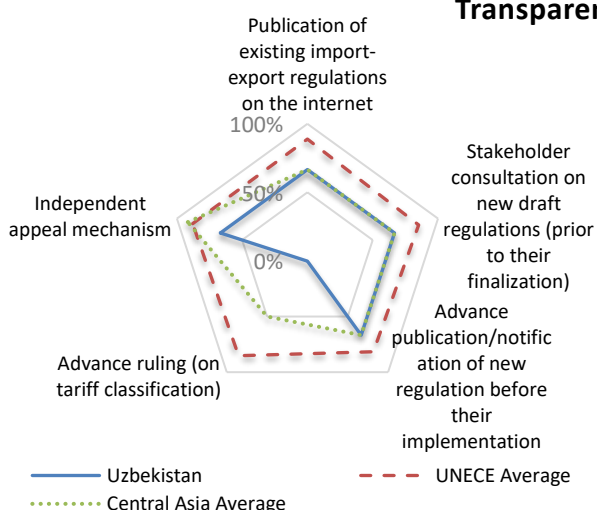 Transparen
Publication of
existing import-
export regulations
on the internet
100%
50%
0%
Stakeholder
consultation on
new draft
regulations (prior
to their
finalization)
Advance
publication/notific
ation of new
regulation before
their
implementation
Advance ruling (on
tariff classification)
Independent
appeal mechanism
Uzbekistan
UNECE Average
Central Asia Average